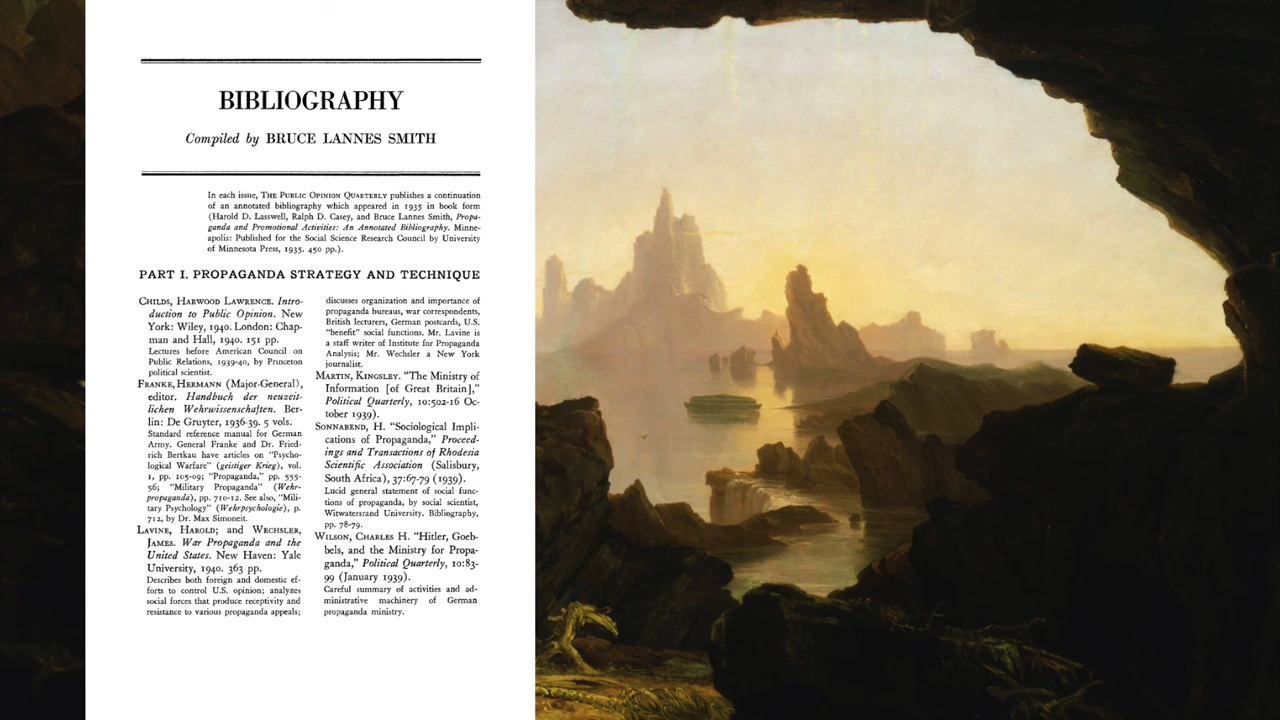 BIBLIOGRAPHY
Compiled by BRUCE LANNES SMITH
In each issue, THE PUBLIC OPINION QUARTERLY publishes a continuation
of an annotated bibliography which appeared in 1935 in book form
(Harold D. Lasswell, Ralph D. Casey, and Bruce Lannes Smith, Propa-
ganda and Promotional Activities: An Annotated Bibliography. Minne-
apolis: Published for the Social Science Research Council by University
of Minnesota Press, 1935. 450 pp.).
PART I. PROPAGANDA STRATEGY AND TECHNIQUE
CHILDS, HARWOOD LAWRENCE. Intro-
duction to Public Opinion. New
York: Wiley, 1940. London: Chap-
man and Hall, 1940. 151 pp.
Lectures before American Council on
Public Relations, 1939-40, by Princeton
political scientist.
FRANKE, HERMANN (Major-General),
editor. Handbuch der neuzeit-
lichen Wehrwissenschaften. Ber-
lin: De Gruyter, 1936-39. 5 vols.
Standard reference manual for German
Army. General Franke and Dr. Fried-
rich Bertkau have articles on "Psycho-
logical Warfare" (geistiger Krieg), vol.
1, pp. 105-09; "Propaganda," pp. 555-
56; "Military Propaganda" (Wehr-
propaganda), pp. 710-12. See also, "Mili-
tary Psychology" (Wehrpsychologie), p.
712, by Dr. Max Simoneit.
LAVINE, HAROLD; and WECHSLER,
JAMES. War Propaganda and the
United States. New Haven: Yale
University, 1940. 363 pp.
Describes both foreign and domestic ef-
forts to control U.S. opinion; analyzes
social forces that produce receptivity and
resistance to various propaganda appeals;
discusses organization and importance of
propaganda bureaus, war correspondents,
British lecturers, German postcards, U.S.
"benefit" social functions. Mr. Lavine is
a staff writer of Institute for Propaganda
Analysis; Mr. Wechsler a New York
journalist.
MARTIN, KINGSLEY. "The Ministry of
Information [of Great Britain],"
Political Quarterly, 10:502-16 Oc-
tober 1939).
SONNABEND, H. "Sociological Impli-
cations of Propaganda," Proceed-
ings and Transactions of Rhodesia
Scientific Association (Salisbury,
South Africa), 37:67-79 (1939).
Lucid general statement of social func-
tions of propaganda, by social scientist,
Witwatersrand University. Bibliography,
pp. 78-79.
WILSON, CHARLES H. "Hitler, Goeb-
bels, and the Ministry for Propa-
ganda," Political Quarterly, 10:83-
99 (January 1939).
Careful summary of activities and ad-
ministrative machinery of German
propaganda ministry.